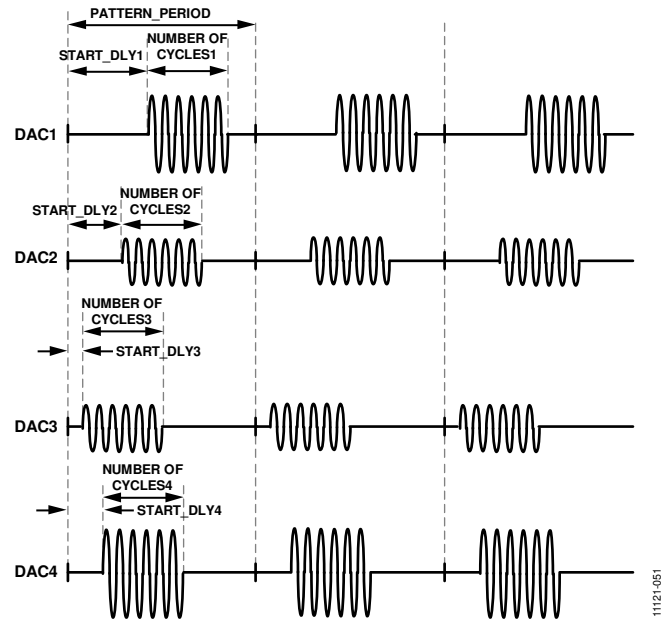 PATTERN_PERIOD
START_DLY1
NUMBER OF
CYCLES1
DAC1
START_DLY2
NUMBER OF
CYCLES2
DAC2
NUMBER OF
CYCLES3
START_DLY3
DAC3
NUMBER OF
CYCLES4
START_DLY4
DAC4
11121-051